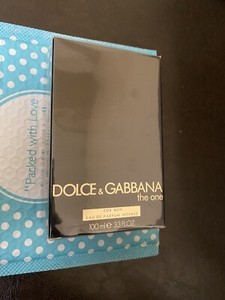 "Packed with Love
DOLCE & GABBANA
the one
FOR MEN
EAU DE PARFUM INTENSE
100 ml e 3.3 FL.OZ.